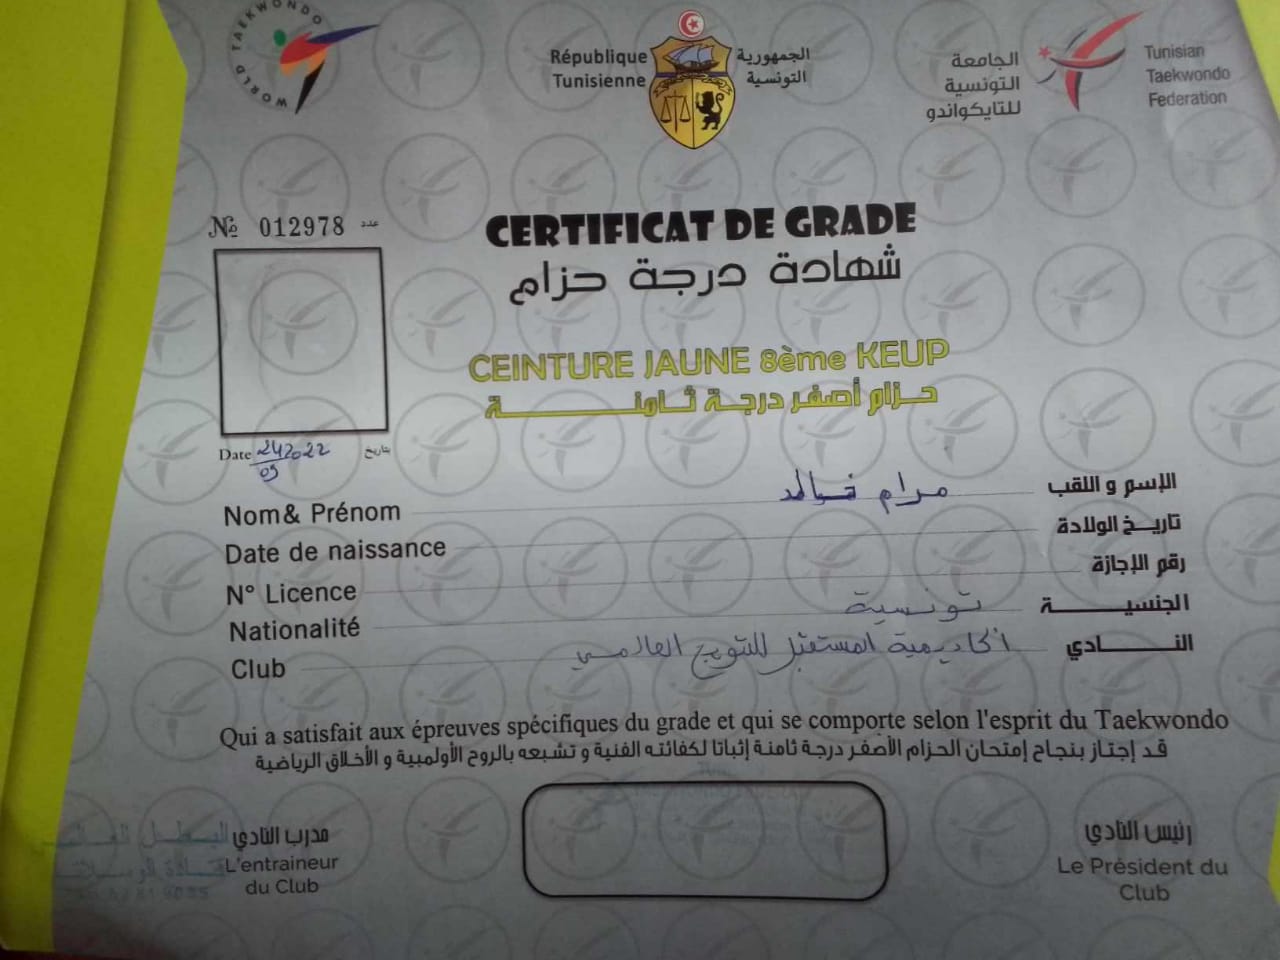 WORLD TAEKWONDO
République Tunisienne
الجمهورية التونسية
الجامعة التونسية للتايكواندو
Tunisian Taekwondo Federation
№ 012978 عدد
CERTIFICAT DE GRADE
شهادة درجة حزام
CEINTURE JAUNE 8ème KEUP
حزام أصفر درجة ثامنة
Date 24 2022 بتاريخ
09
Nom& Prénom مرام خالد الإسم و اللقب
Date de naissance تاريخ الولادة
N° Licence رقم الإجازة
Nationalité تونسية الجنسية
Club أكاديمية المستقبل للتتويج العالمي النادي
Qui a satisfait aux épreuves spécifiques du grade et qui se comporte selon l'esprit du Taekwondo
قد إجتاز بنجاح إمتحان الحزام الأصفر درجة ثامنة إثباتا لكفائته الفنية و تشبعه بالروح الأولمبية و الأخلاق الرياضية
مدرب النادي
L'entraineur
du Club
رئيس النادي
Le Président du
Club